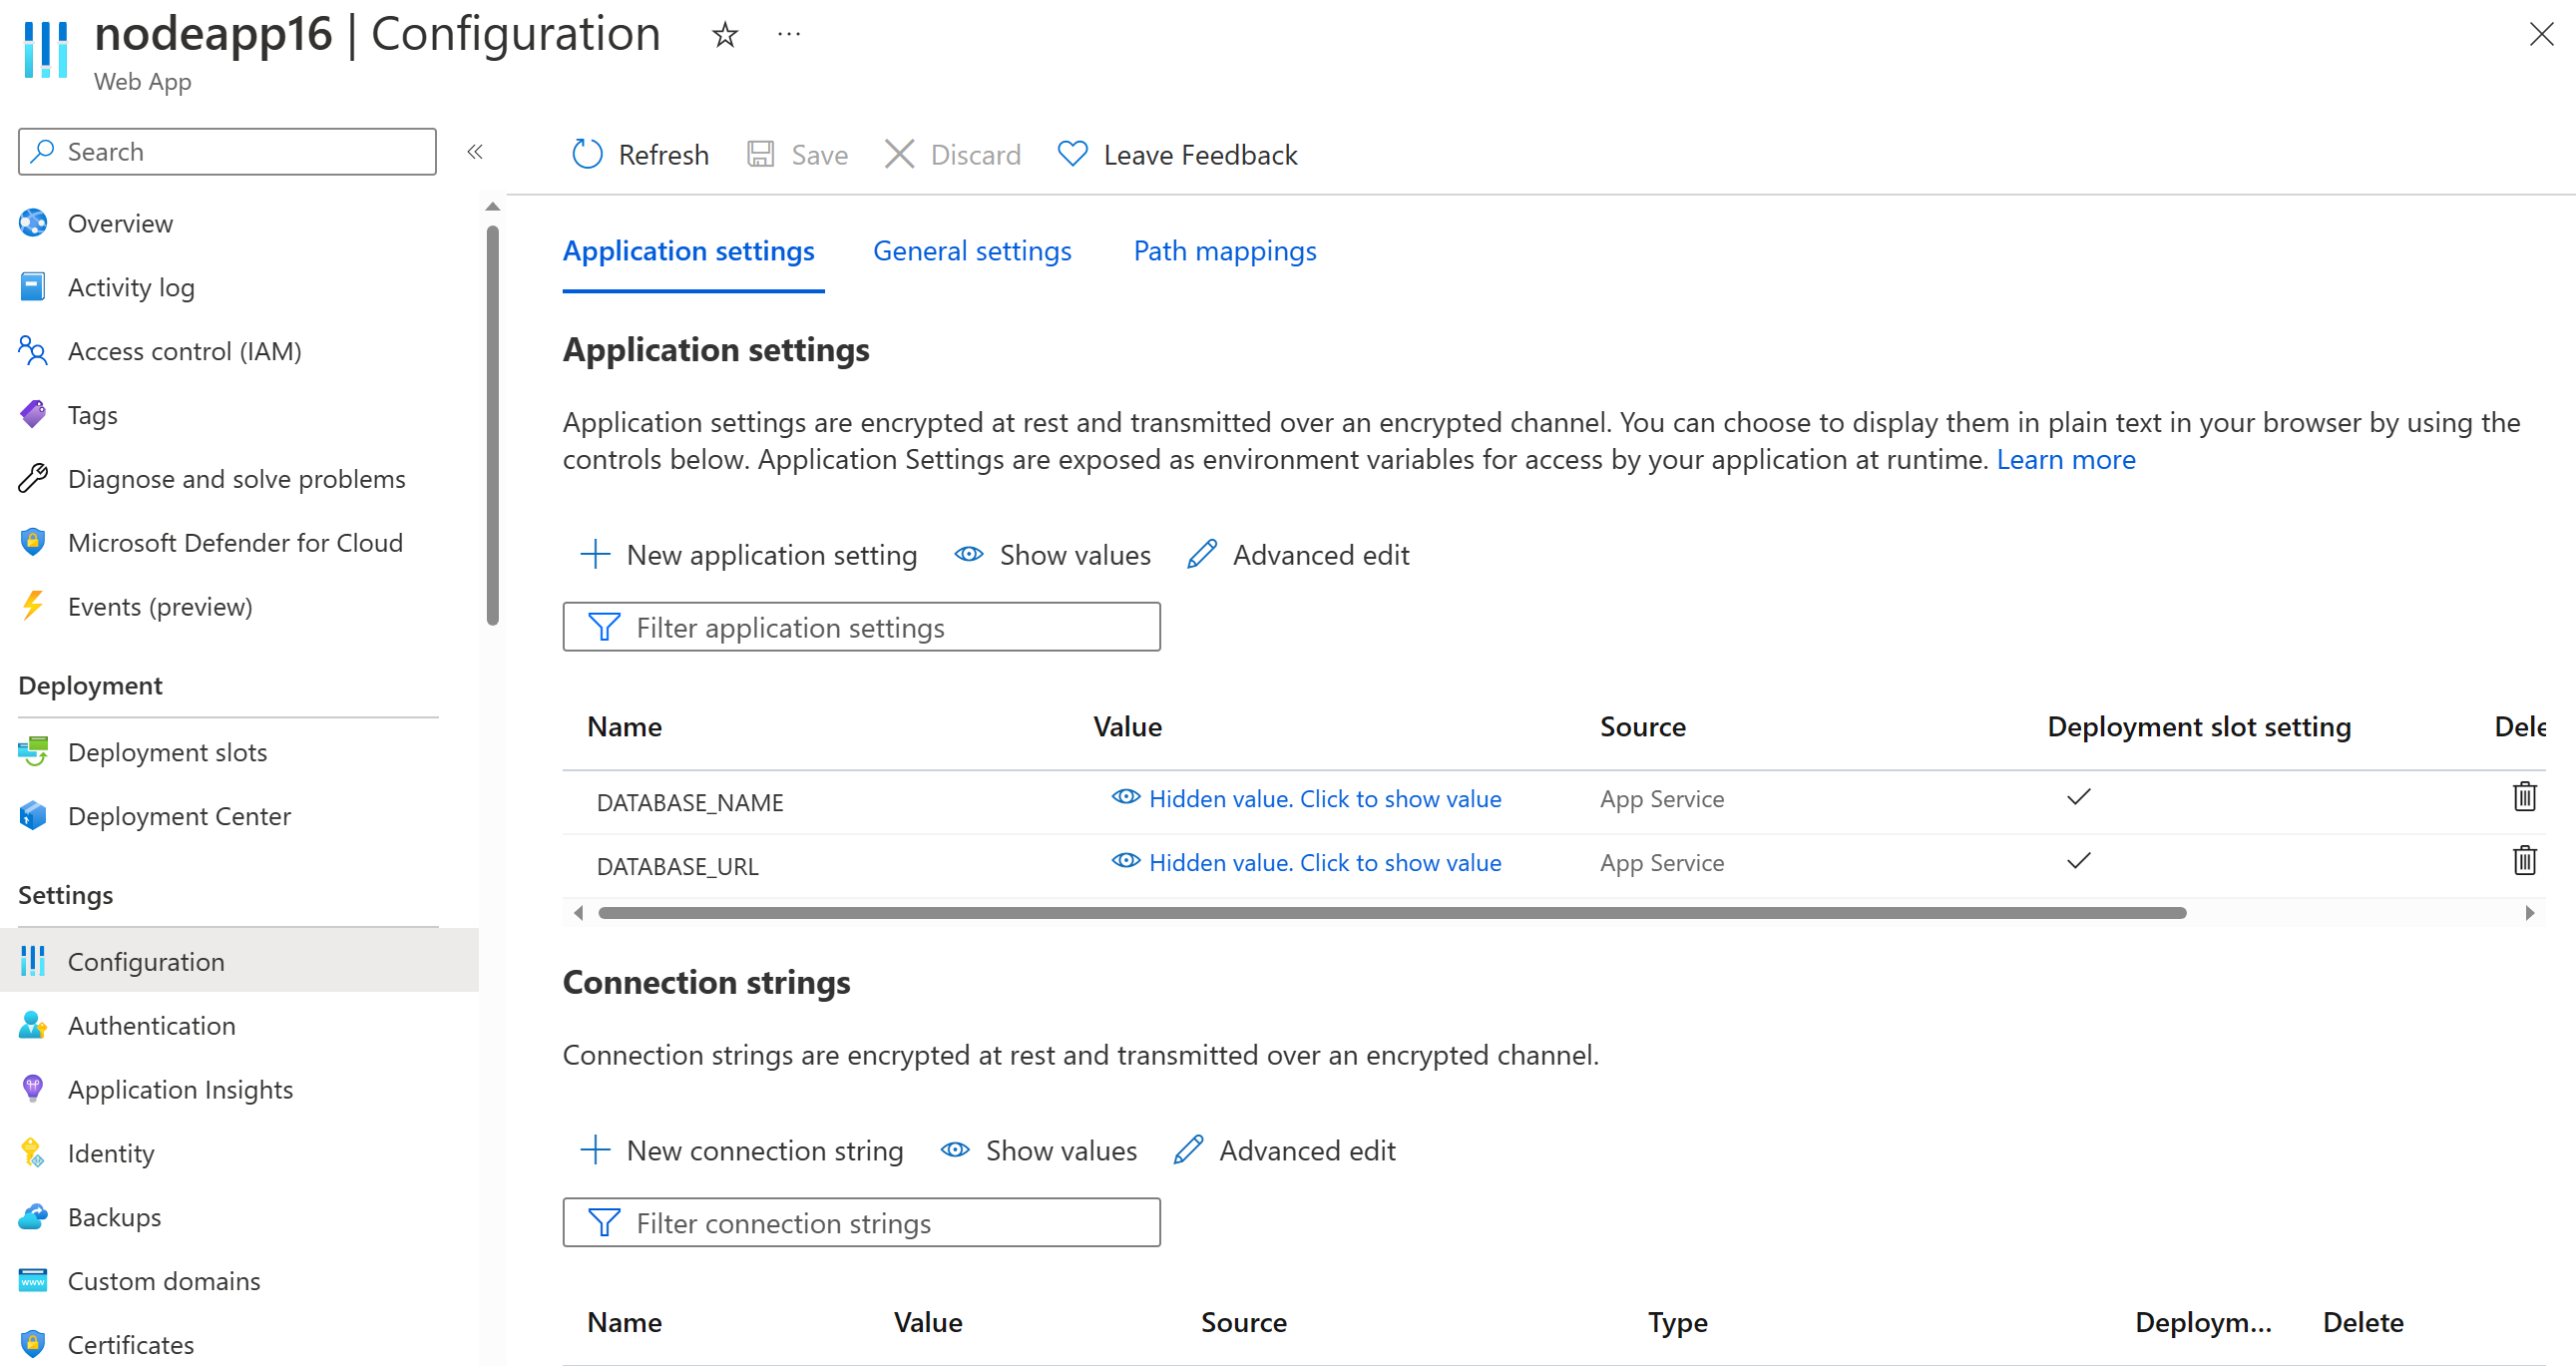 nodeapp16 | Configuration
Web App
Search
Refresh
Save
Discard
Leave Feedback
Overview
Activity log
Access control (IAM)
Tags
Diagnose and solve problems
Microsoft Defender for Cloud
Events (preview)
Deployment
Deployment slots
Deployment Center
Settings
Configuration
Authentication
Application Insights
Identity
Backups
Custom domains
Certificates
Application settings
General settings
Path mappings
Application settings
Application settings are encrypted at rest and transmitted over an encrypted channel. You can choose to display them in plain text in your browser by using the
controls below. Application Settings are exposed as environment variables for access by your application at runtime. Learn more
New application setting
Show values
Advanced edit
Filter application settings
Name Value Source Deployment slot setting Dele
DATABASE_NAME Hidden value. Click to show value App Service
DATABASE_URL Hidden value. Click to show value App Service
Connection strings
Connection strings are encrypted at rest and transmitted over an encrypted channel.
New connection string
Show values
Advanced edit
Filter connection strings
Name Value Source Type Deploym... Delete